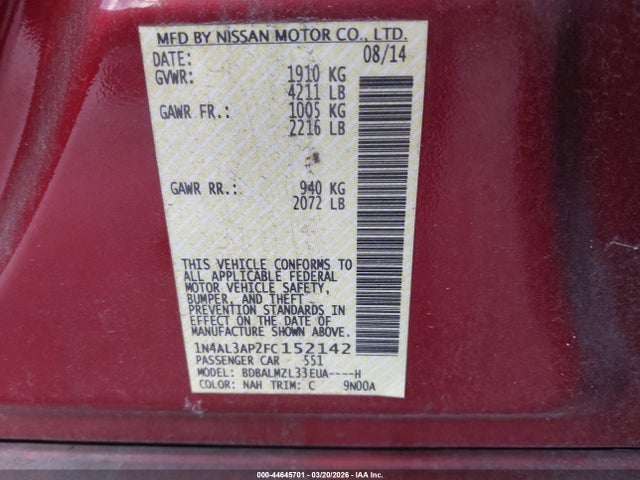 MFD BY NISSAN MOTOR CO., LTD.
DATE: 08/14
GVWR: 1910 KG
4211 LB
GAWR FR.: 1005 KG
2216 LB
GAWR RR.: 940 KG
2072 LB
THIS VEHICLE CONFORMS TO
ALL APPLICABLE FEDERAL
MOTOR VEHICLE SAFETY,
BUMPER, AND THEFT
PREVENTION STANDARDS IN
EFFECT ON THE DATE OF
MANUFACTURE SHOWN ABOVE.
1N4AL3AP2FC152142
PASSENGER CAR 551
MODEL: BDBALMZL33EUA----H
COLOR: NAH TRIM: C 9N00A
000-44645701 - 03/20/2026 - IAA Inc.